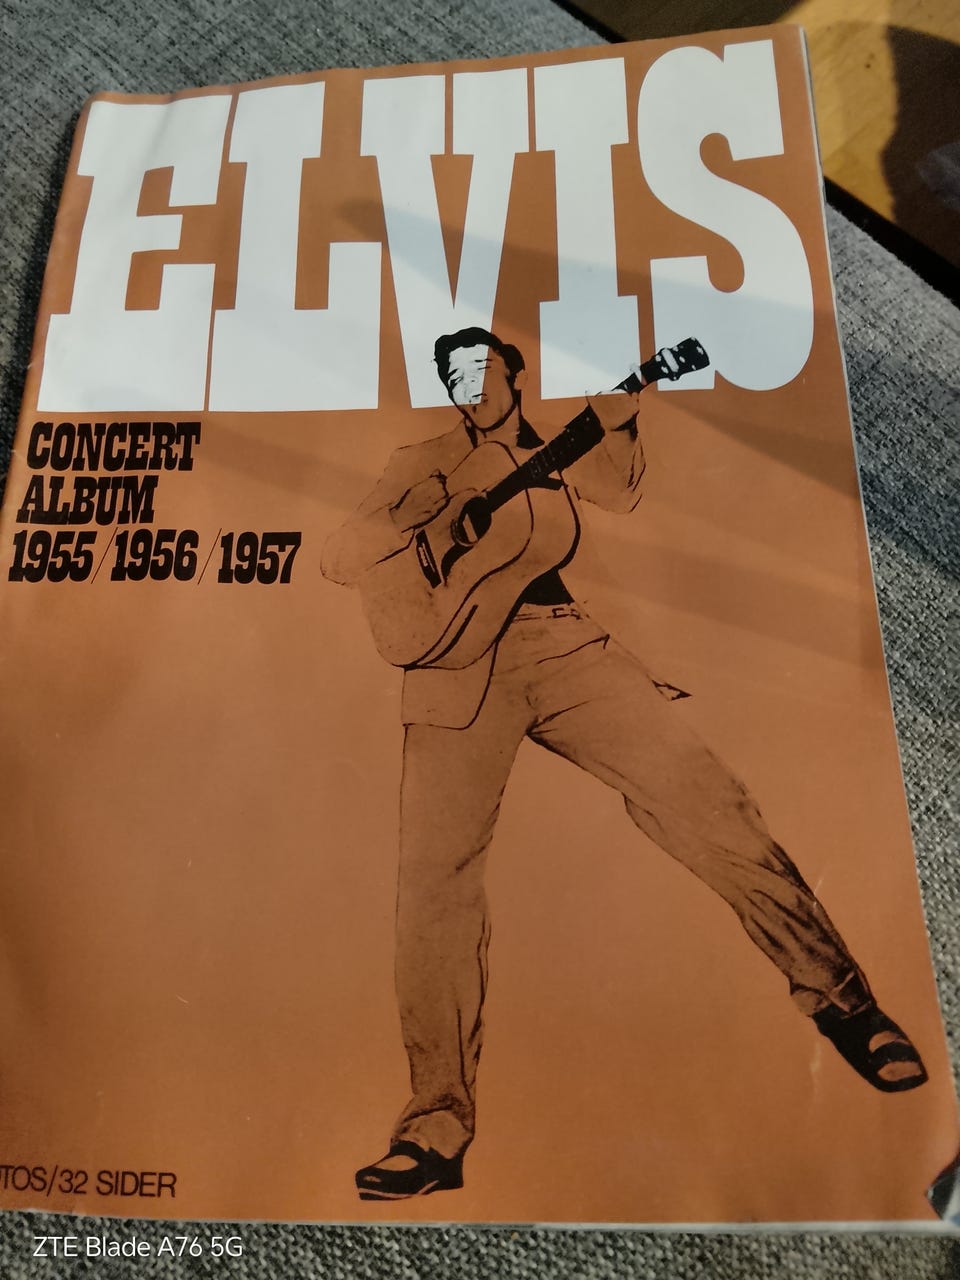 ELVIS
CONCERT
ALBUM
1955/1956/1957
TOS/32 SIDER
ZTE Blade A76 5G